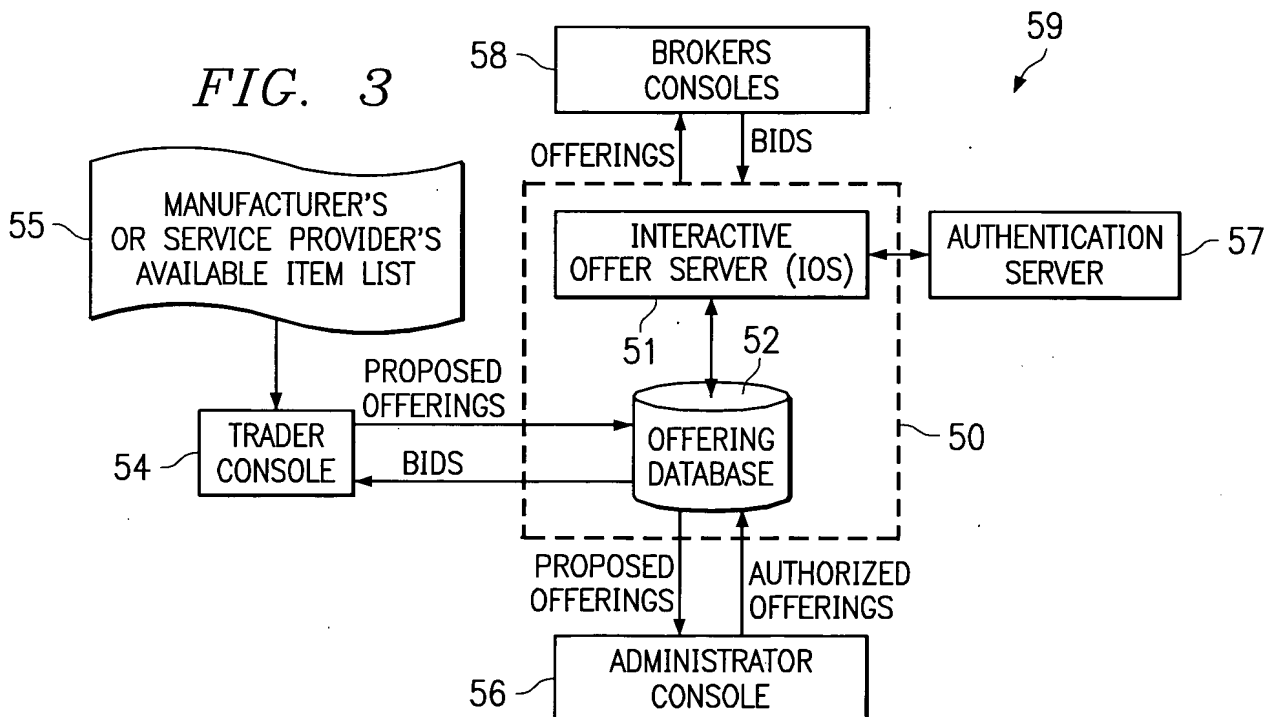 FIG. 3
58
BROKERS
CONSOLES
59
OFFERINGS
BIDS
55
MANUFACTURER'S
OR SERVICE PROVIDER'S
AVAILABLE ITEM LIST
INTERACTIVE
OFFER SERVER (IOS)
AUTHENTICATION
SERVER
57
51
52
PROPOSED
OFFERINGS
54
TRADER
CONSOLE
BIDS
OFFERING
DATABASE
50
PROPOSED
OFFERINGS
AUTHORIZED
OFFERINGS
56
ADMINISTRATOR
CONSOLE